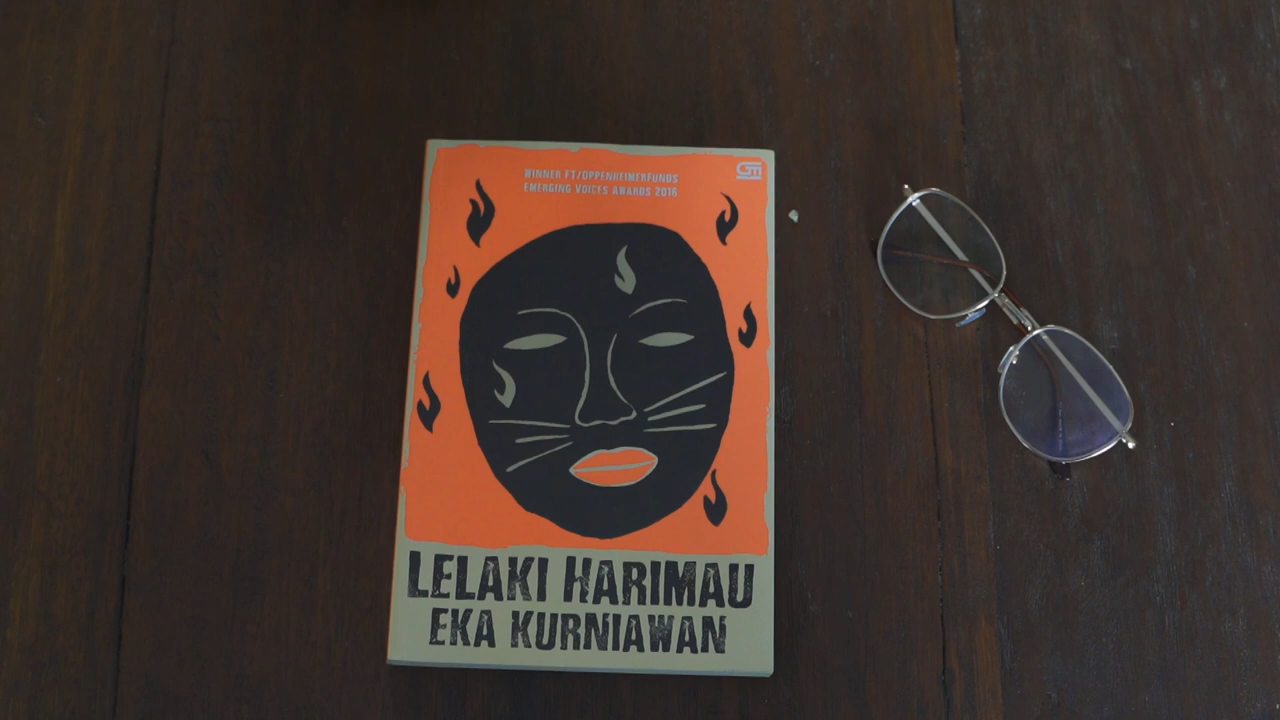 WINNER FT/OPPENHEIMERFUNDS
EMERGING VOICES AWARDS 2016
LELAKI HARIMAU
EKA KURNIAWAN